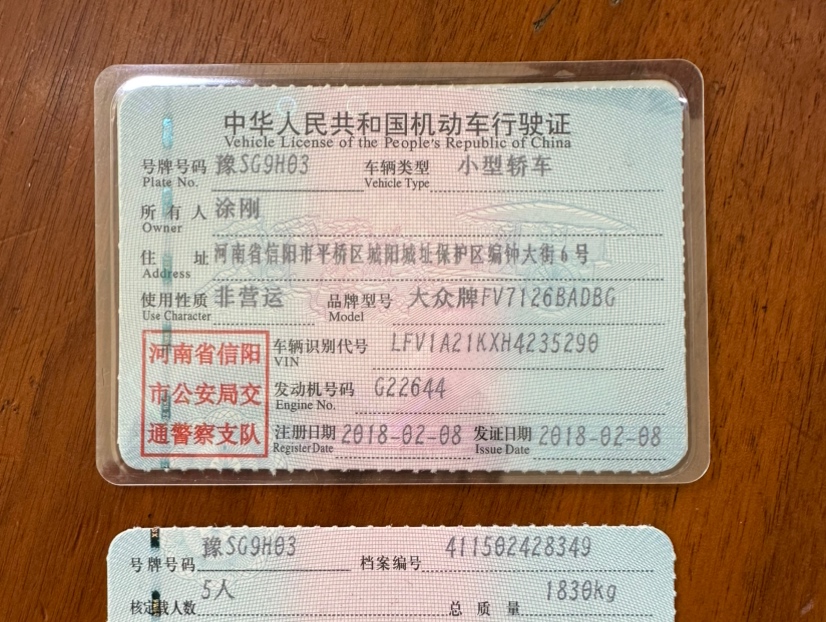 中华人民共和国机动车行驶证
Vehicle License of the People's Republic of China
号牌号码 豫SG9H03 车辆类型 小型轿车
Plate No. Vehicle Type
所有人 涂刚
Owner
住址 河南省信阳市平桥区城阳城址保护区编钟大街6号
Address
使用性质 非营运 品牌型号 大众牌FV7126BADBG
Use Character Model
河南省信阳
市公安局交
通警察支队
车辆识别代号 LFV1A21KXH4235290
VIN
发动机号码 G22644
Engine No.
注册日期 2018-02-08 发证日期 2018-02-08
Register Date Issue Date
号牌号码 豫SG9H03 档案编号 411502428349
核定载人数 5人 总质量 1830kg